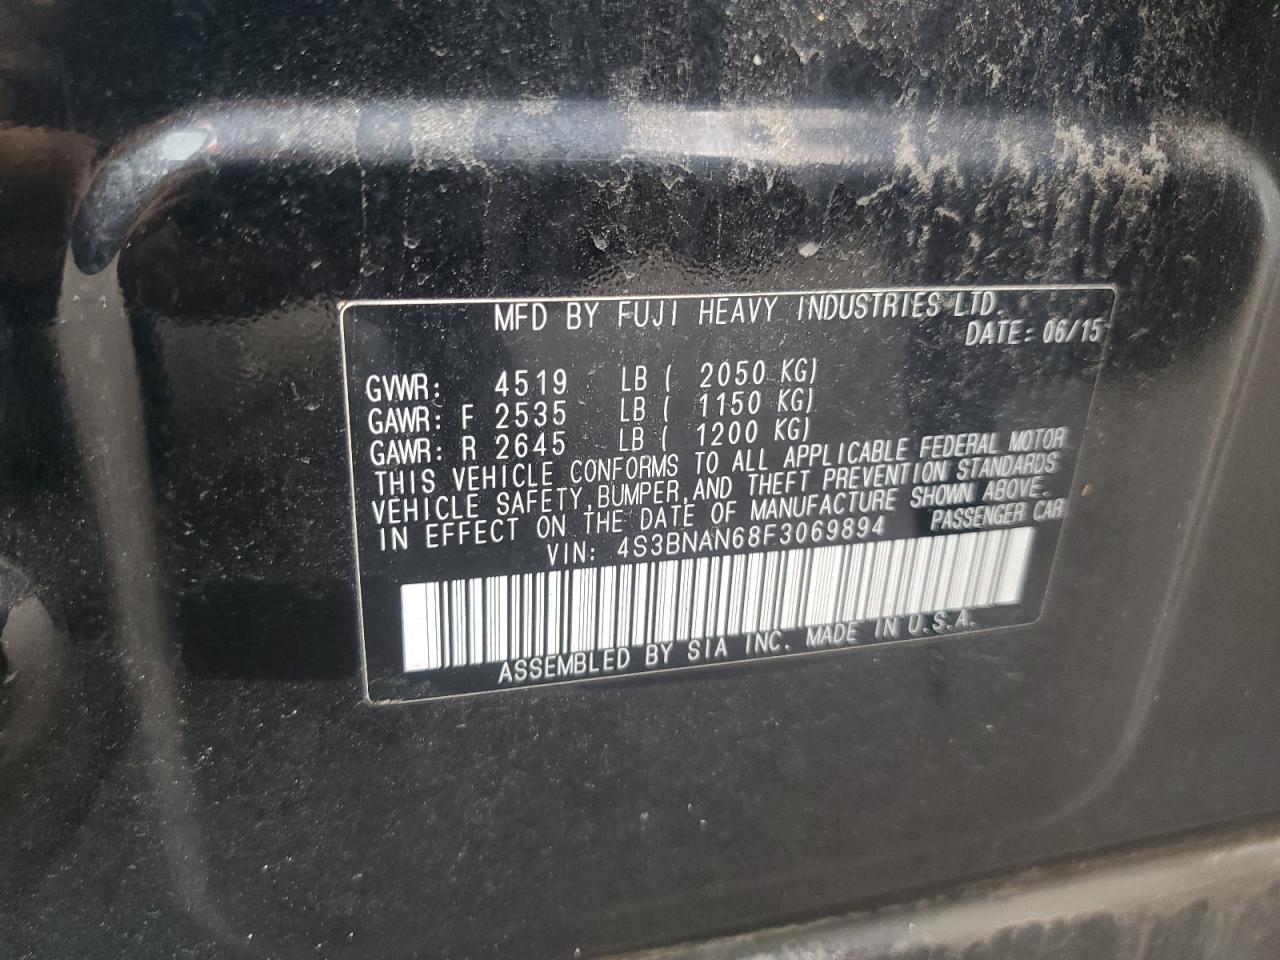 MFD BY FUJI HEAVY INDUSTRIES LTD.
DATE: 06/15
GVWR: 4519 LB ( 2050 KG)
GAWR: F 2535 LB ( 1150 KG)
GAWR: R 2645 LB ( 1200 KG)
THIS VEHICLE CONFORMS TO ALL APPLICABLE FEDERAL MOTOR
VEHICLE SAFETY, BUMPER, AND THEFT PREVENTION STANDARDS
IN EFFECT ON THE DATE OF MANUFACTURE SHOWN ABOVE.
VIN: 4S3BNAN68F3069894 PASSENGER CAR
ASSEMBLED BY SIA INC. MADE IN U.S.A.